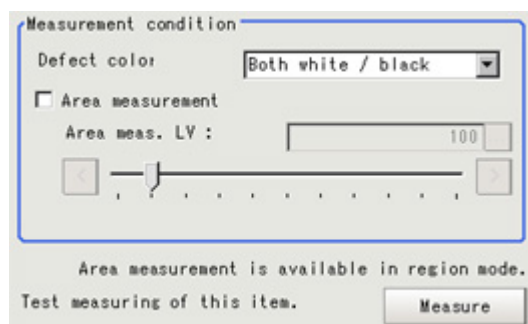 Measurement condition
Defect color
Both white / black
Area measurement
Area meas. LV :
100
<
>
Area measurement is available in region mode.
Test measuring of this item.
Measure